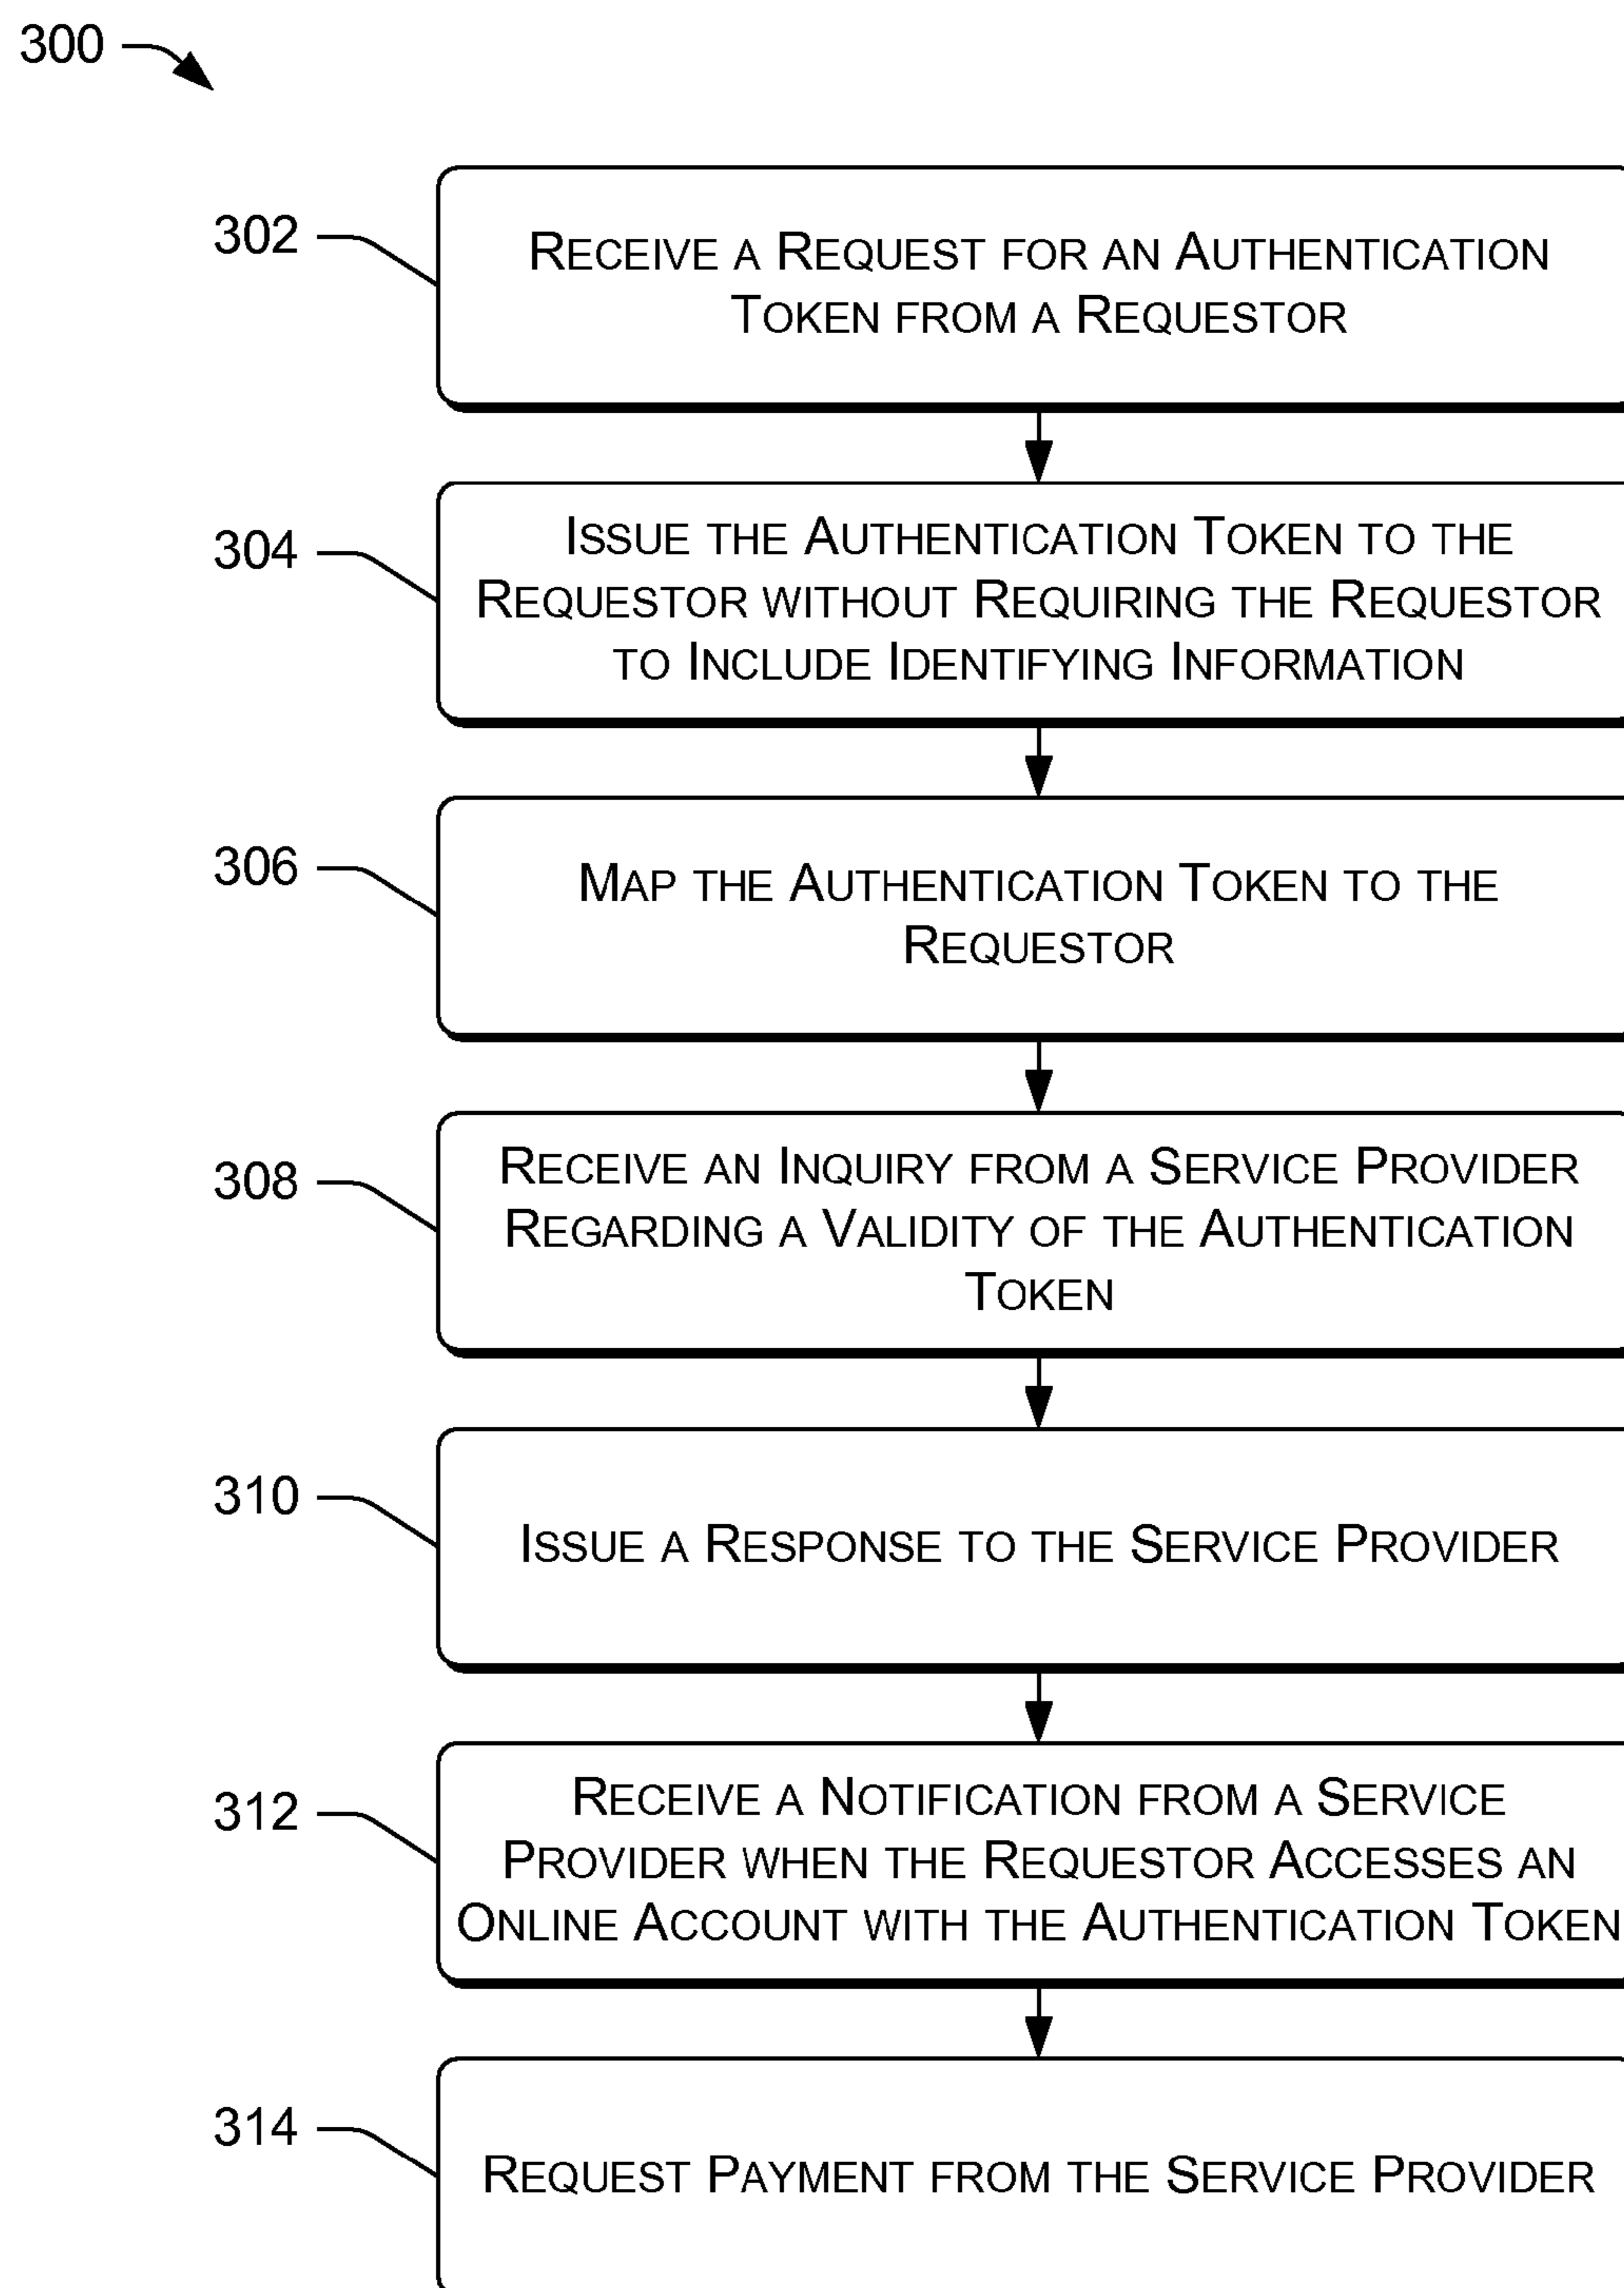 300
302
RECEIVE A REQUEST FOR AN AUTHENTICATION
TOKEN FROM A REQUESTOR
304
ISSUE THE AUTHENTICATION TOKEN TO THE
REQUESTOR WITHOUT REQUIRING THE REQUESTOR
TO INCLUDE IDENTIFYING INFORMATION
306
MAP THE AUTHENTICATION TOKEN TO THE
REQUESTOR
308
RECEIVE AN INQUIRY FROM A SERVICE PROVIDER
REGARDING A VALIDITY OF THE AUTHENTICATION
TOKEN
310
ISSUE A RESPONSE TO THE SERVICE PROVIDER
312
RECEIVE A NOTIFICATION FROM A SERVICE
PROVIDER WHEN THE REQUESTOR ACCESSES AN
ONLINE ACCOUNT WITH THE AUTHENTICATION TOKEN
314
REQUEST PAYMENT FROM THE SERVICE PROVIDER